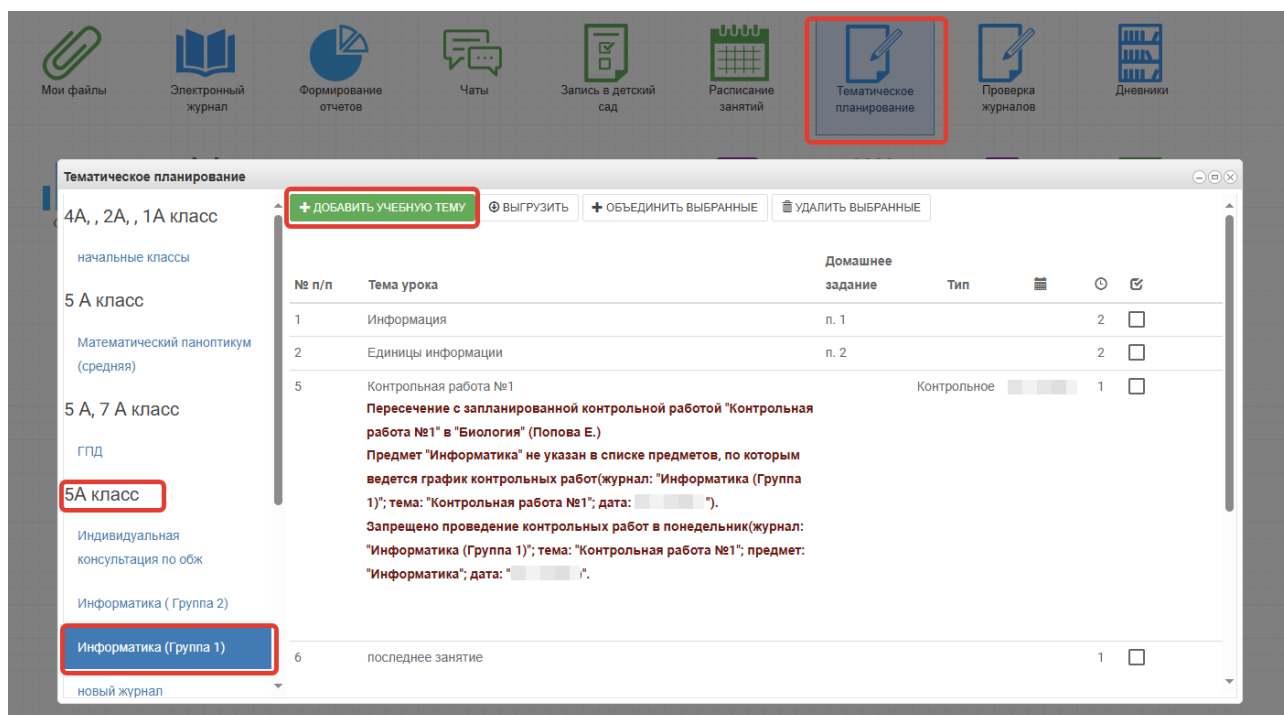 Мои файлы
Электронный
журнал
Формирование
отчетов
Чаты
Запись в детский
сад
Расписание
занятий
Тематическое
планирование
Проверка
журналов
Дневники
Тематическое планирование
4А, , 2А, , 1А класс
начальные классы
5 А класс
Математический паноптикум
(средняя)
5 А, 7 А класс
ГПД
5А класс
Индивидуальная
консультация по обж
Информатика ( Группа 2)
Информатика (Группа 1)
новый журнал
ДОБАВИТЬ УЧЕБНУЮ ТЕМУ
ВЫГРУЗИТЬ
ОБЪЕДИНИТЬ ВЫБРАННЫЕ
УДАЛИТЬ ВЫБРАННЫЕ
№ п/п Тема урока Домашнее
задание Тип
1 Информация п. 1 2
2 Единицы информации п. 2 2
5 Контрольная работа №1 Контрольное 1
Пересечение с запланированной контрольной работой "Контрольная
работа №1" в "Биология" (Попова Е.)
Предмет "Информатика" не указан в списке предметов, по которым
ведется график контрольных работ(журнал: "Информатика (Группа
1)"; тема: "Контрольная работа №1"; дата: ").
Запрещено проведение контрольных работ в понедельник(журнал:
"Информатика (Группа 1)"; тема: "Контрольная работа №1"; предмет:
"Информатика"; дата: "".
6 последнее занятие 1